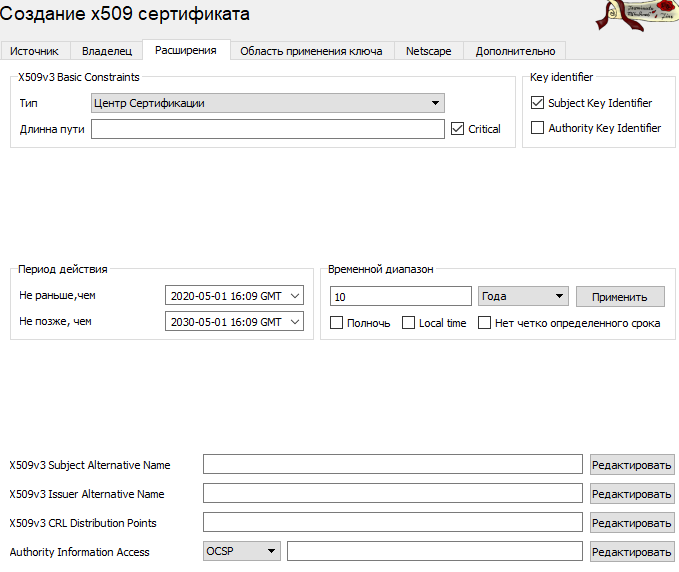 Создание x509 сертификата
Источник Владелец Расширения Область применения ключа Netscape Дополнительно
X509v3 Basic Constraints
Тип Центр Сертификации
Длинна пути Critical
Key identifier
Subject Key Identifier
Authority Key Identifier
Период действия
Не раньше,чем 2020-05-01 16:09 GMT
Не позже, чем 2030-05-01 16:09 GMT
Временной диапазон
10 Года Применить
Полночь Local time Нет четко определенного срока
X509v3 Subject Alternative Name Редактировать
X509v3 Issuer Alternative Name Редактировать
X509v3 CRL Distribution Points Редактировать
Authority Information Access OCSP Редактировать